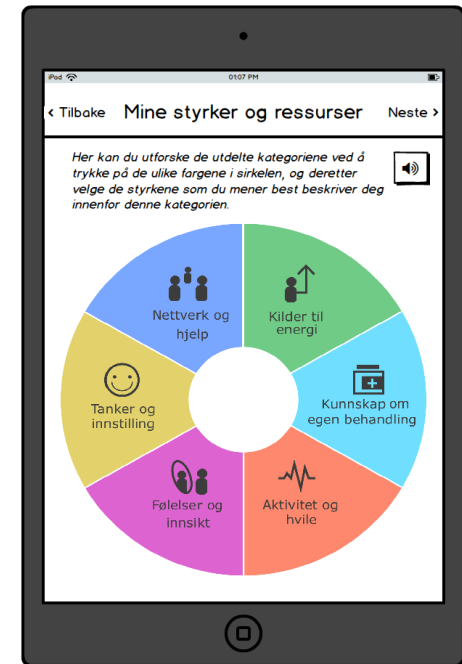 iPod
01:07 PM
< Tilbake
Mine styrker og ressurser
Neste >
Her kan du utforske de utdelte kategoriene ved å
trykke på de ulike fargene i sirkelen, og deretter
velge de styrkene som du mener best beskriver deg
innenfor denne kategorien.
Nettverk og
hjelp
Kilder til
energi
Tanker og
innstilling
Kunnskap om
egen behandling
Følelser og
innsikt
Aktivitet og
hvile